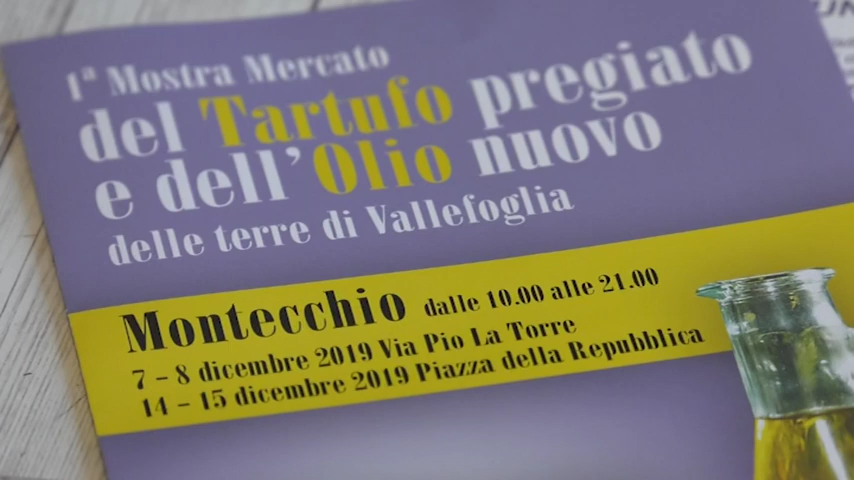 1ª Mostra Mercato
del Tartufo pregiato
e dell'Olio nuovo
delle terre di Vallefoglia
Montecchio dalle 10.00 alle 21.00
7 - 8 dicembre 2019 Via Pio La Torre
14 - 15 dicembre 2019 Piazza della Repubblica